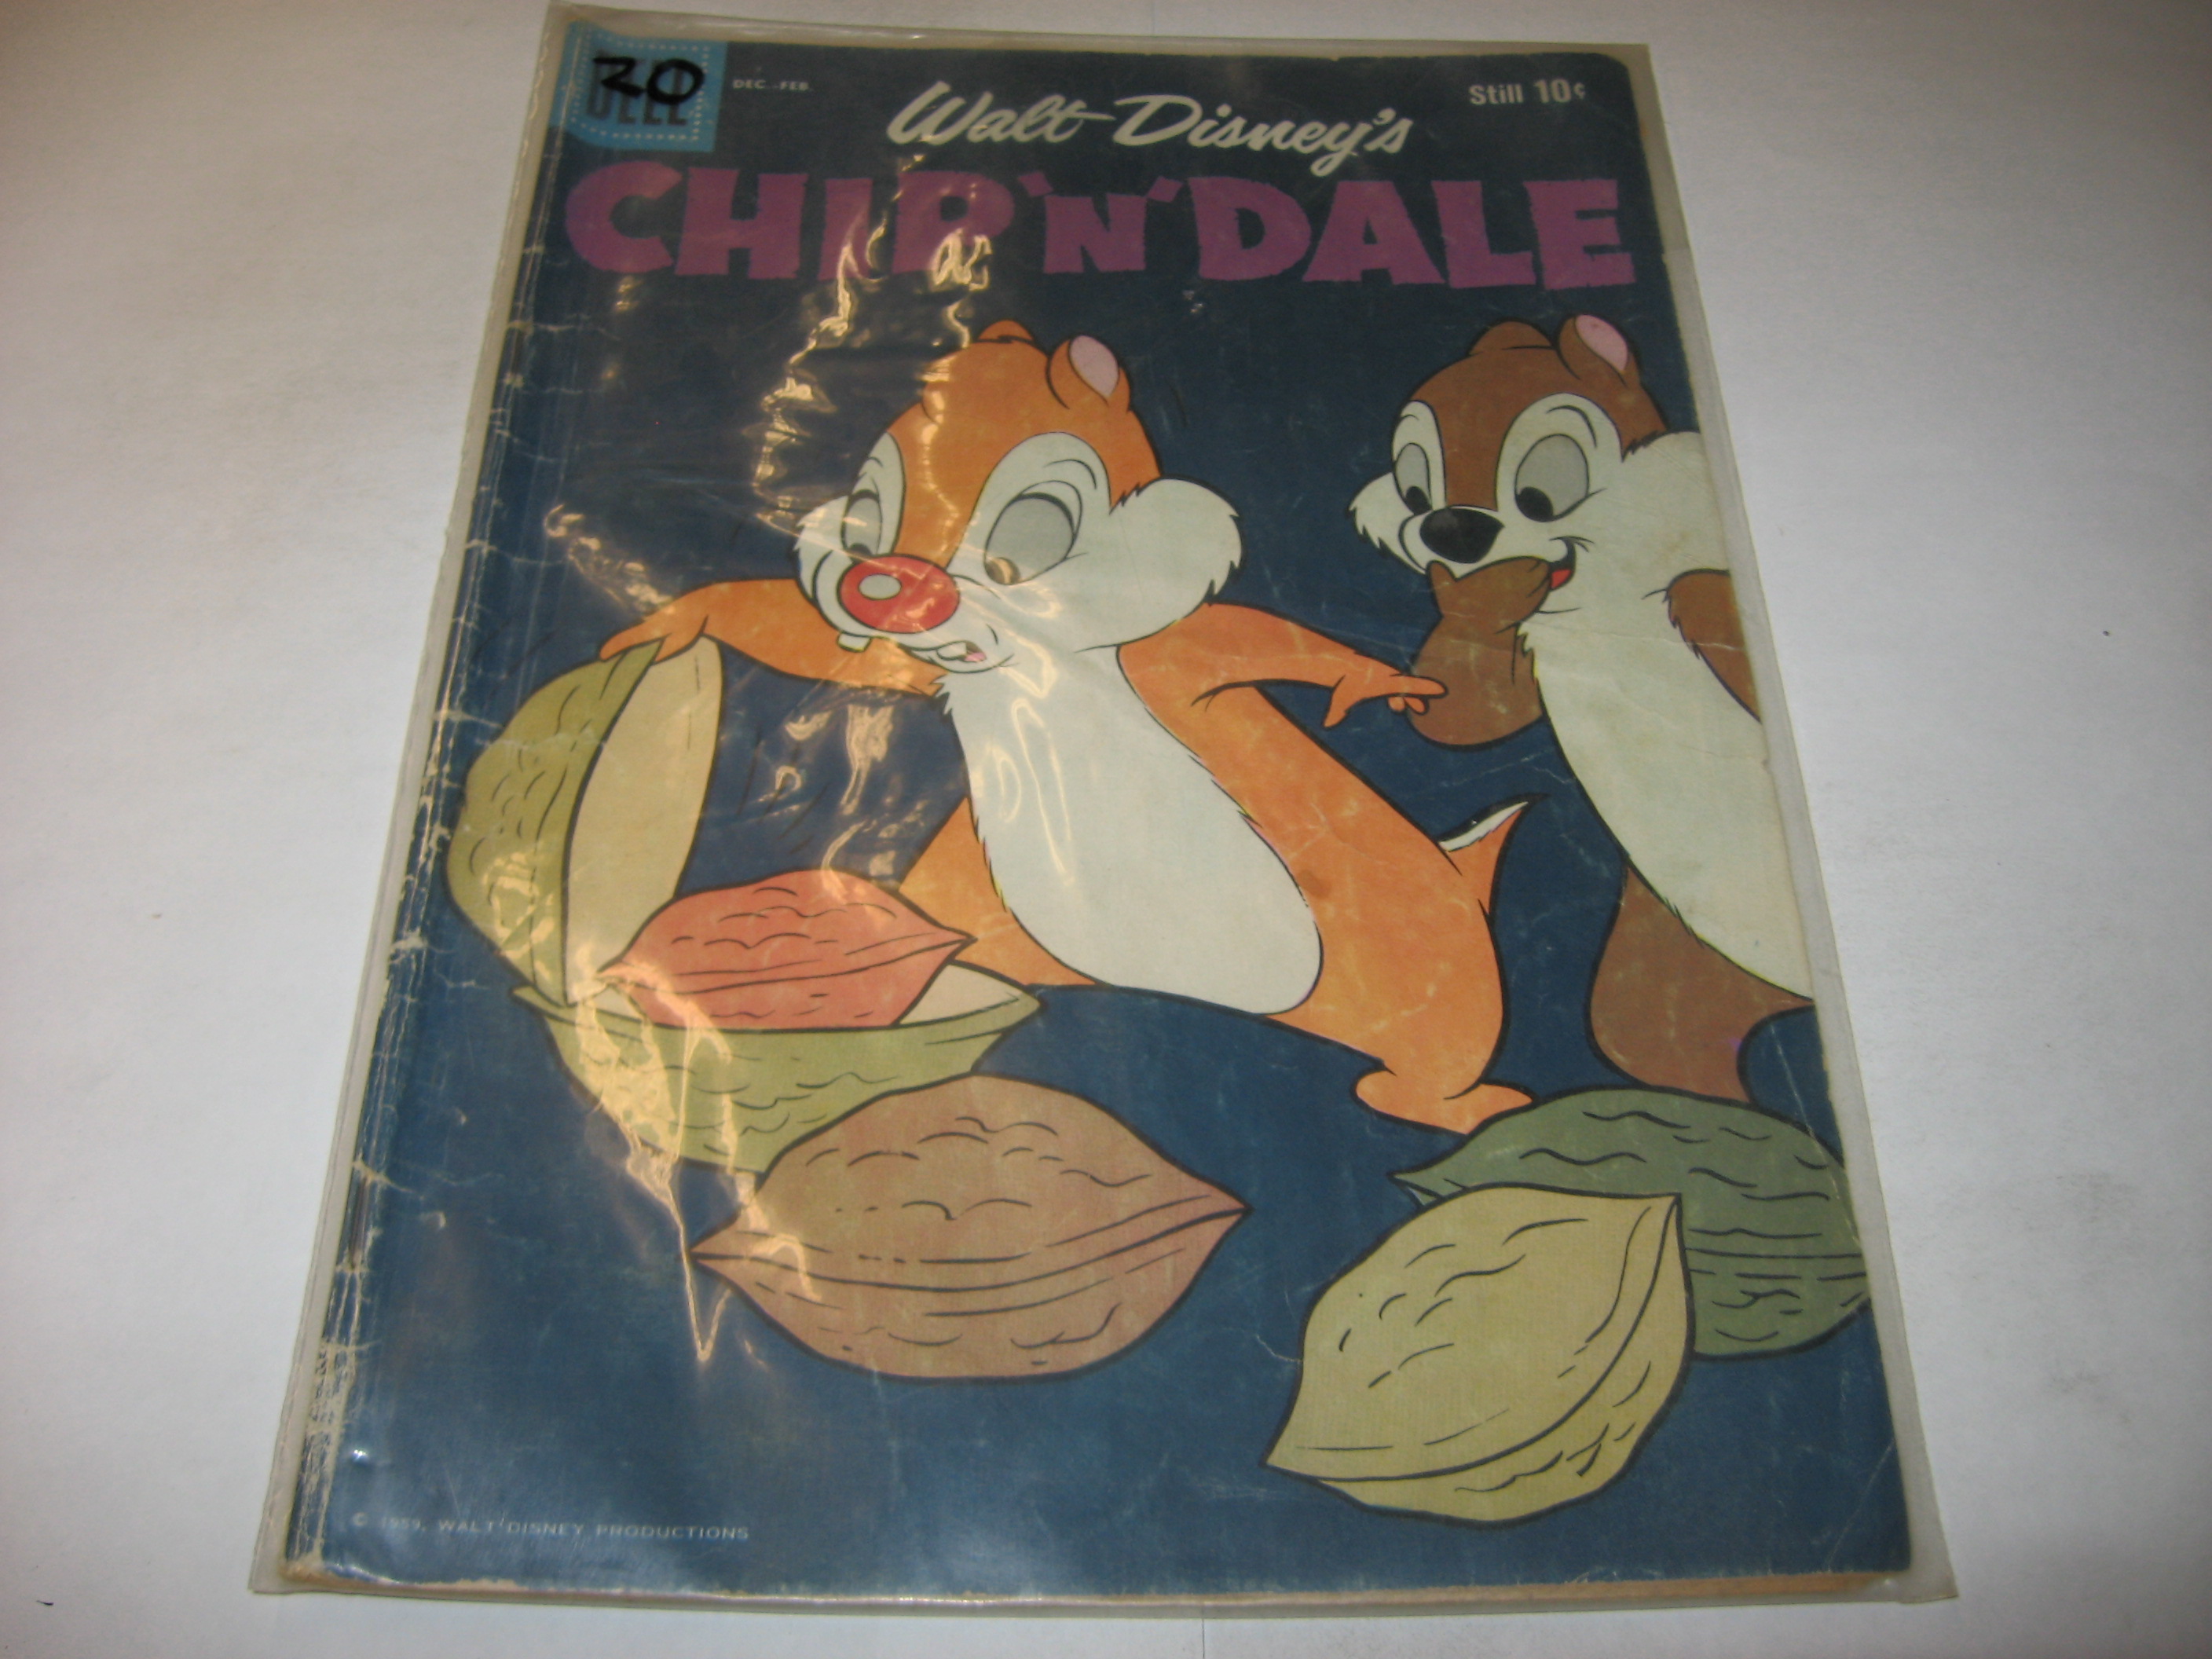 20
DELL
DEC.-FEB.
Still 10¢
Walt Disney's
CHIP 'n' DALE
© 1959, WALT DISNEY PRODUCTIONS